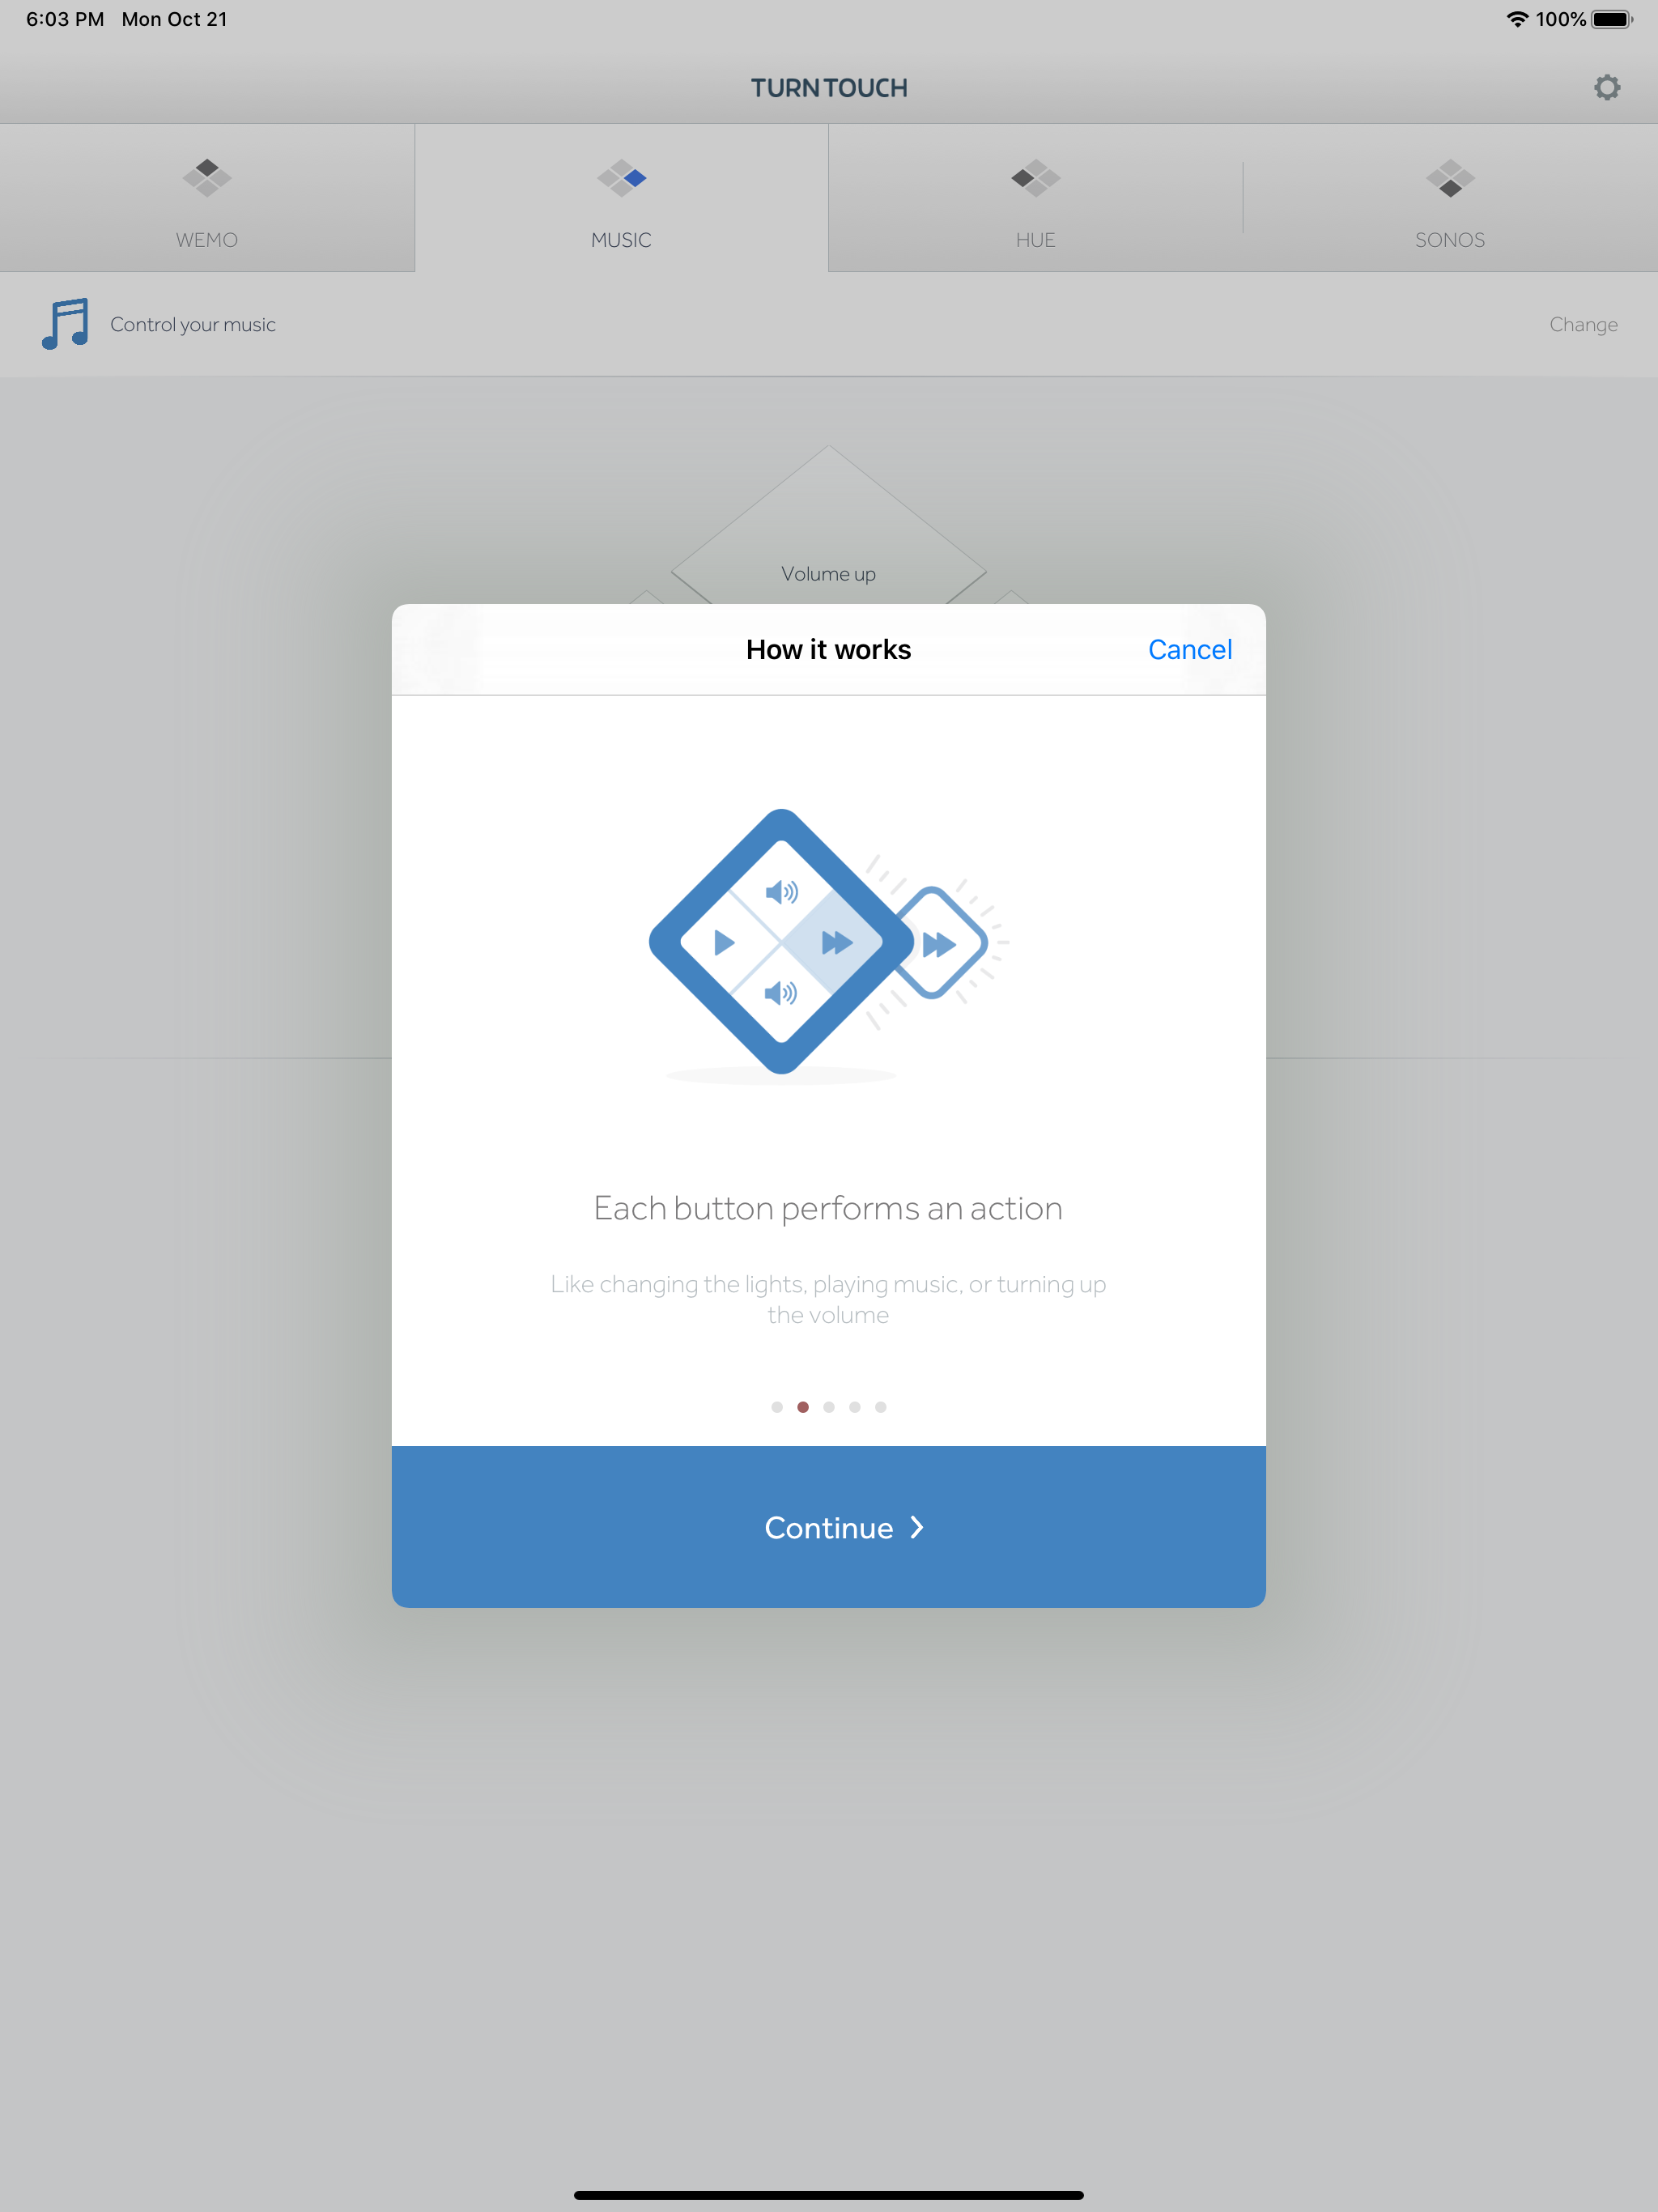 6:03 PM Mon Oct 21
100%
TURN TOUCH
WEMO
MUSIC
HUE
SONOS
Control your music
Change
Volume up
How it works
Cancel
Each button performs an action
Like changing the lights, playing music, or turning up
the volume
Continue